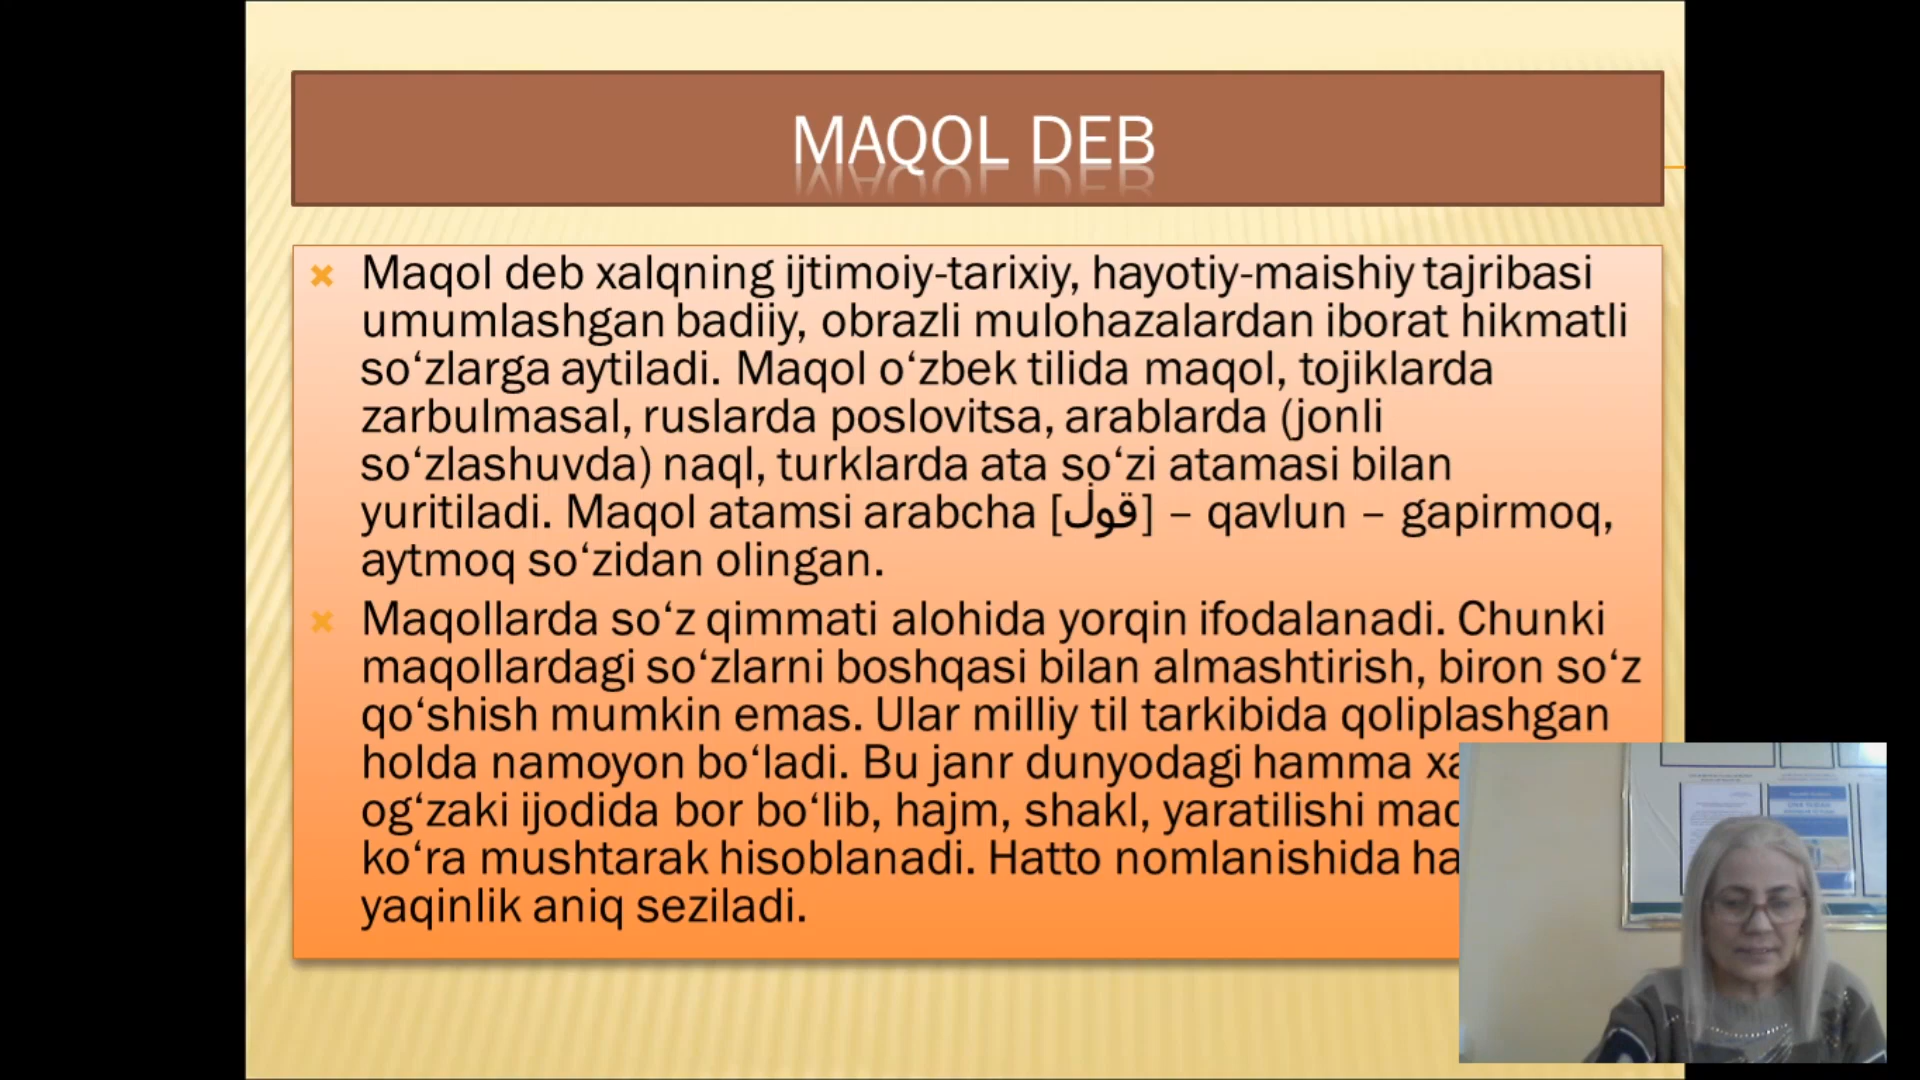 MAQOL DEB
Maqol deb xalqning ijtimoiy-tarixiy, hayotiy-maishiy tajribasi
umumlashgan badiiy, obrazli mulohazalardan iborat hikmatli
so‘zlarga aytiladi. Maqol o‘zbek tilida maqol, tojiklarda
zarbulmasal, ruslarda poslovitsa, arablarda (jonli
so‘zlashuvda) naql, turklarda ata so‘zi atamasi bilan
yuritiladi. Maqol atamsi arabcha [قول] – qavlun – gapirmoq,
aytmoq so‘zidan olingan.
Maqollarda so‘z qimmati alohida yorqin ifodalanadi. Chunki
maqollardagi so‘zlarni boshqasi bilan almashtirish, biron so‘z
qo‘shish mumkin emas. Ular milliy til tarkibida qoliplashgan
holda namoyon bo‘ladi. Bu janr dunyodagi hamma
og‘zaki ijodida bor bo‘lib, hajm, shakl, yaratilishi
ko‘ra mushtarak hisoblanadi. Hatto nomlanishida
yaqinlik aniq seziladi.